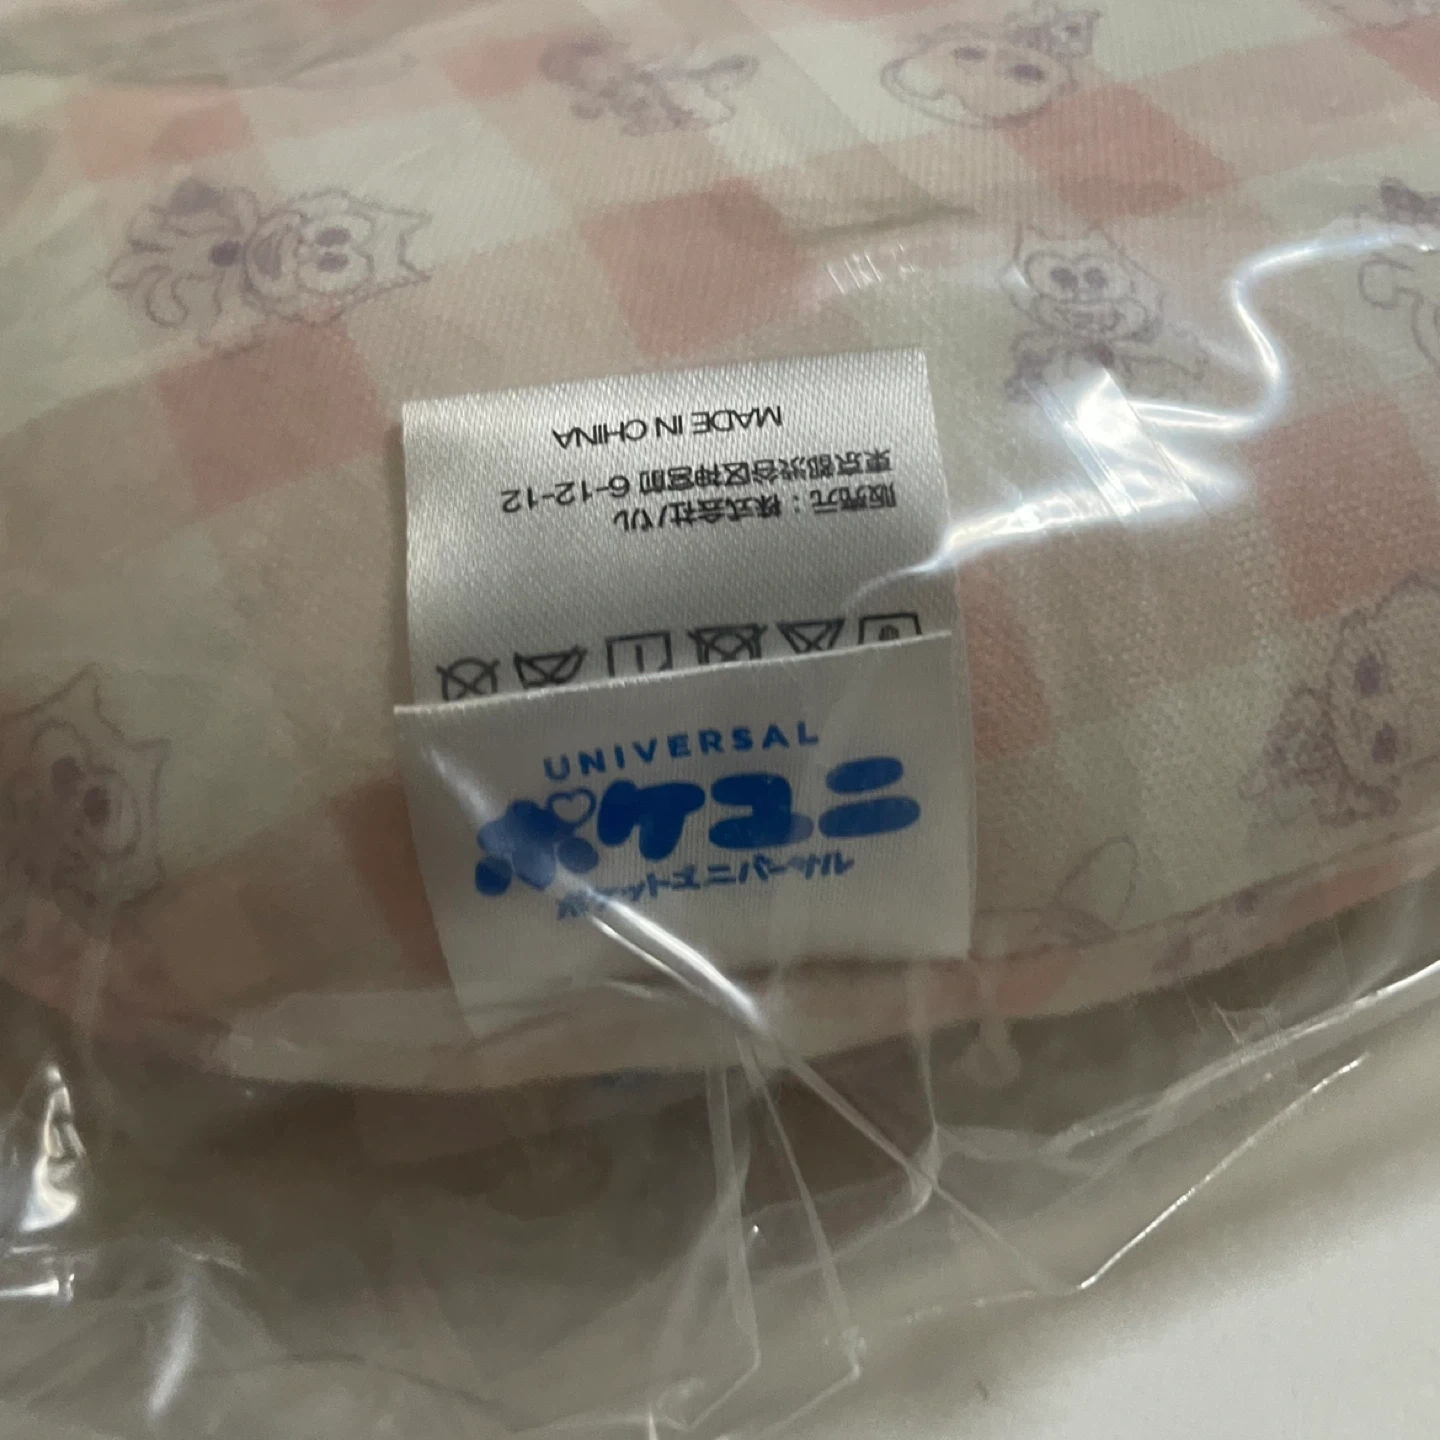 UNIVERSAL
ポケユニ
ポケットユニバーサル
販売元：株式会社パル
東京都渋谷区神宮前 6-12-12
MADE IN CHINA